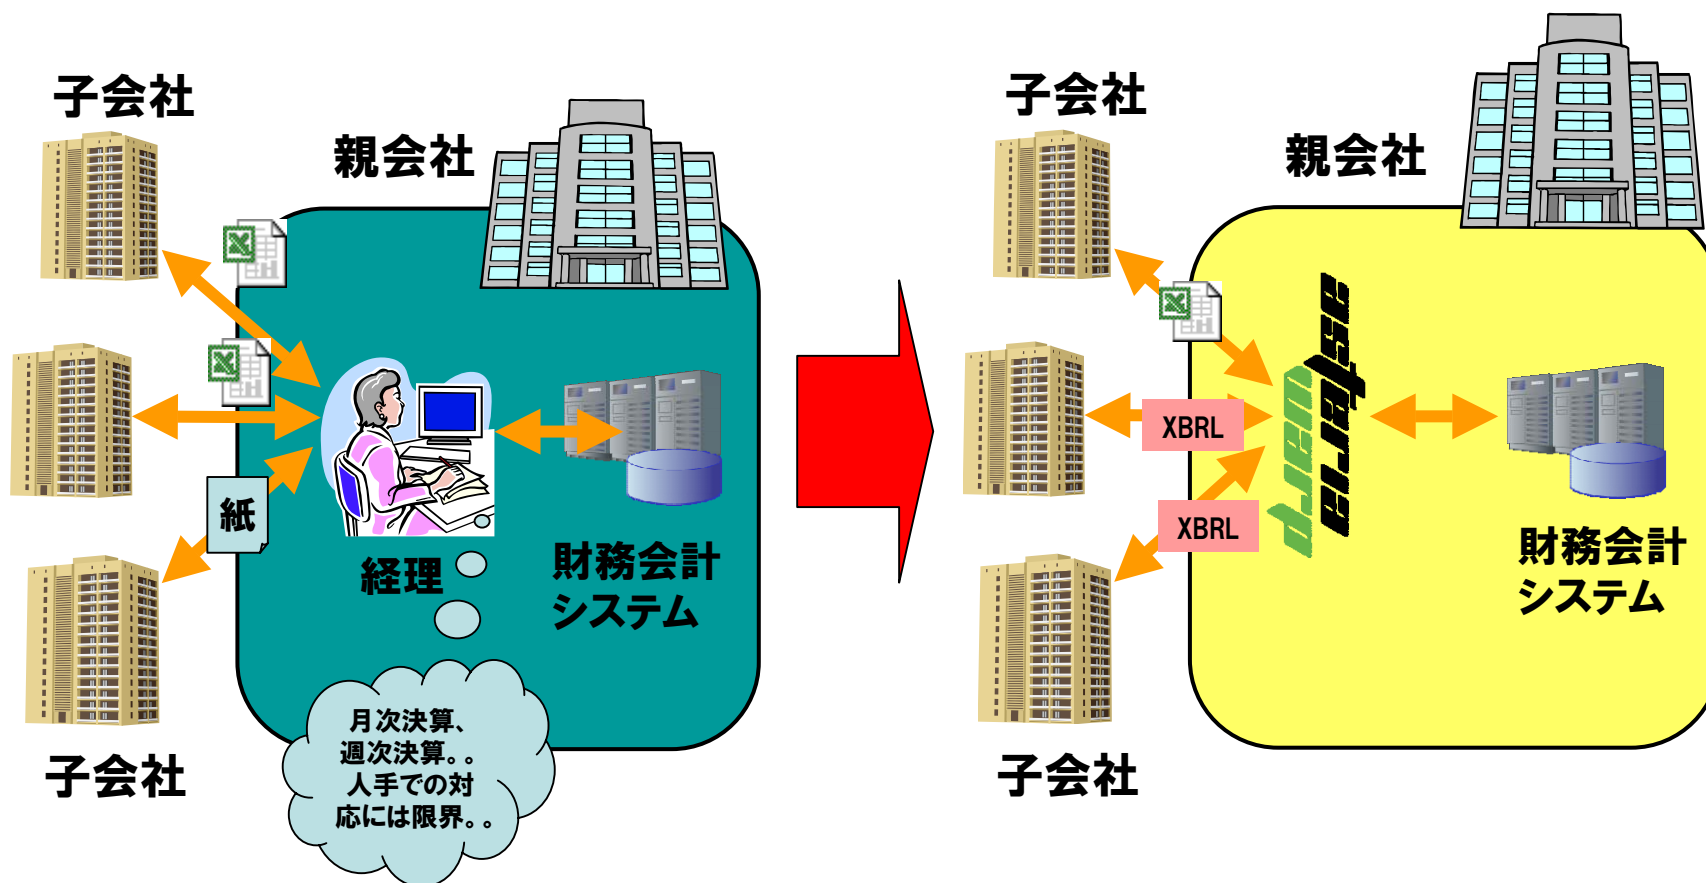 子会社
親会社
紙
経理
財務会計
システム
月次決算、
週次決算。。
人手での対
応には限界。。
子会社
子会社
親会社
XBRL
XBRL
asteria
warp
財務会計
システム
子会社